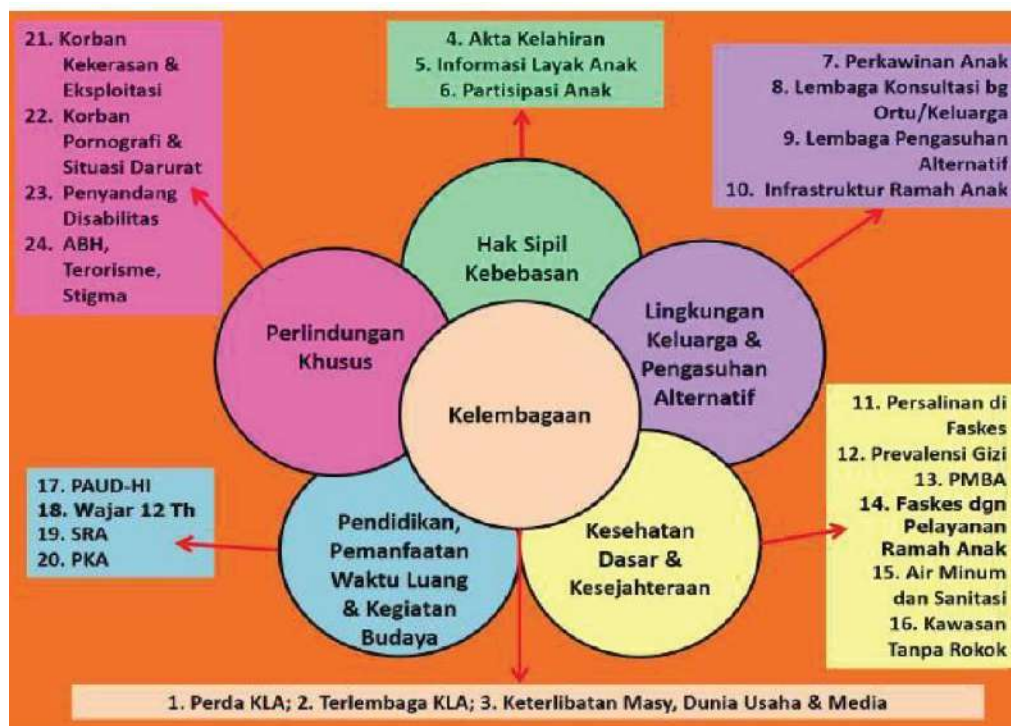 21. Korban
Kekerasan &
Eksploitasi
22. Korban
Pornografi &
Situasi Darurat
23. Penyandang
Disabilitas
24. ABH,
Terorisme,
Stigma
4. Akta Kelahiran
5. Informasi Layak Anak
6. Partisipasi Anak
7. Perkawinan Anak
8. Lembaga Konsultasi bg
Ortu/Keluarga
9. Lembaga Pengasuhan
Alternatif
10. Infrastruktur Ramah Anak
Hak Sipil
Kebebasan
Perlindungan
Khusus
Lingkungan
Keluarga &
Pengasuhan
Alternatif
Kelembagaan
11. Persalinan di
Faskes
12. Prevalensi Gizi
13. PMBA
14. Faskes dgn
Pelayanan
Ramah Anak
15. Air Minum
dan Sanitasi
16. Kawasan
Tanpa Rokok
17. PAUD-HI
18. Wajar 12 Th
19. SRA
20. PKA
Pendidikan,
Pemanfaatan
Waktu Luang
& Kegiatan
Budaya
Kesehatan
Dasar &
Kesejahteraan
1. Perda KLA; 2. Terlembaga KLA; 3. Keterlibatan Masy, Dunia Usaha & Media